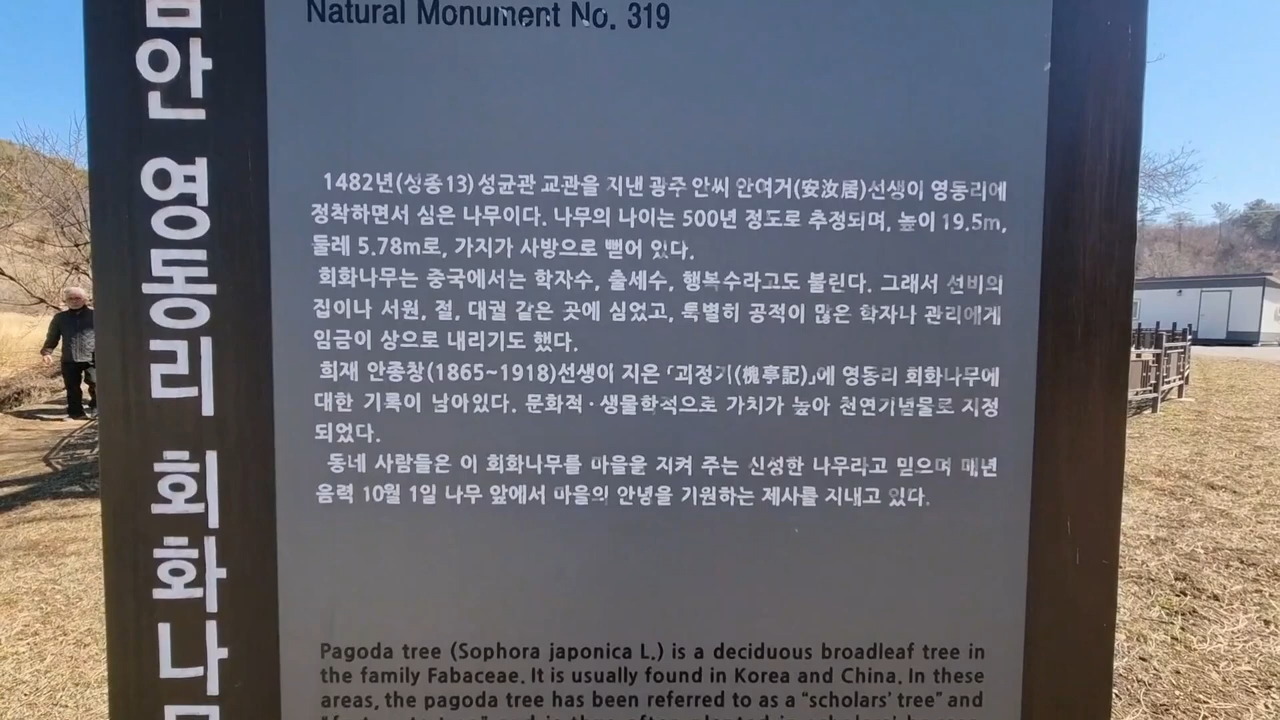 안 영동리 회화나
Natural Monument No. 319
1482년(성종13) 성균관 교관을 지낸 광주 안씨 안여거(安汝居)선생이 영동리에
정착하면서 심은 나무이다. 나무의 나이는 500년 정도로 추정되며, 높이 19.5m,
둘레 5.78m로, 가지가 사방으로 뻗어 있다.
회화나무는 중국에서는 학자수, 출세수, 행복수라고도 불린다. 그래서 선비의
집이나 서원, 절, 대궐 같은 곳에 심었고, 특별히 공적이 많은 학자나 관리에게
임금이 상으로 내리기도 했다.
희재 안종창(1865~1918)선생이 지은 「괴정기(槐亭記)」에 영동리 회화나무에
대한 기록이 남아있다. 문화적·생물학적으로 가치가 높아 천연기념물로 지정
되었다.
동네 사람들은 이 회화나무를 마을을 지켜 주는 신성한 나무라고 믿으며 매년
음력 10월 1일 나무 앞에서 마을의 안녕을 기원하는 제사를 지내고 있다.
Pagoda tree (Sophora japonica L.) is a deciduous broadleaf tree in
the family Fabaceae. It is usually found in Korea and China. In these
areas, the pagoda tree has been referred to as a “scholars’ tree” and